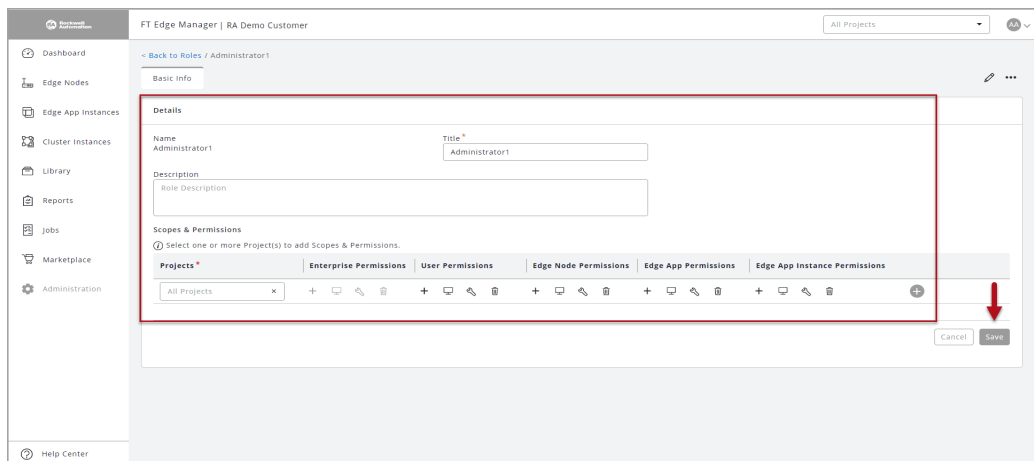 Rockwell
Automation
FT Edge Manager | RA Demo Customer
All Projects
AA
Dashboard
Edge Nodes
Edge App Instances
Cluster Instances
Library
Reports
Jobs
Marketplace
Administration
Help Center
< Back to Roles / Administrator1
Basic Info
Details
Name
Administrator1
Title*
Administrator1
Description
Role Description
Scopes & Permissions
Select one or more Project(s) to add Scopes & Permissions.
Projects* Enterprise Permissions User Permissions Edge Node Permissions Edge App Permissions Edge App Instance Permissions
All Projects ×
Cancel Save